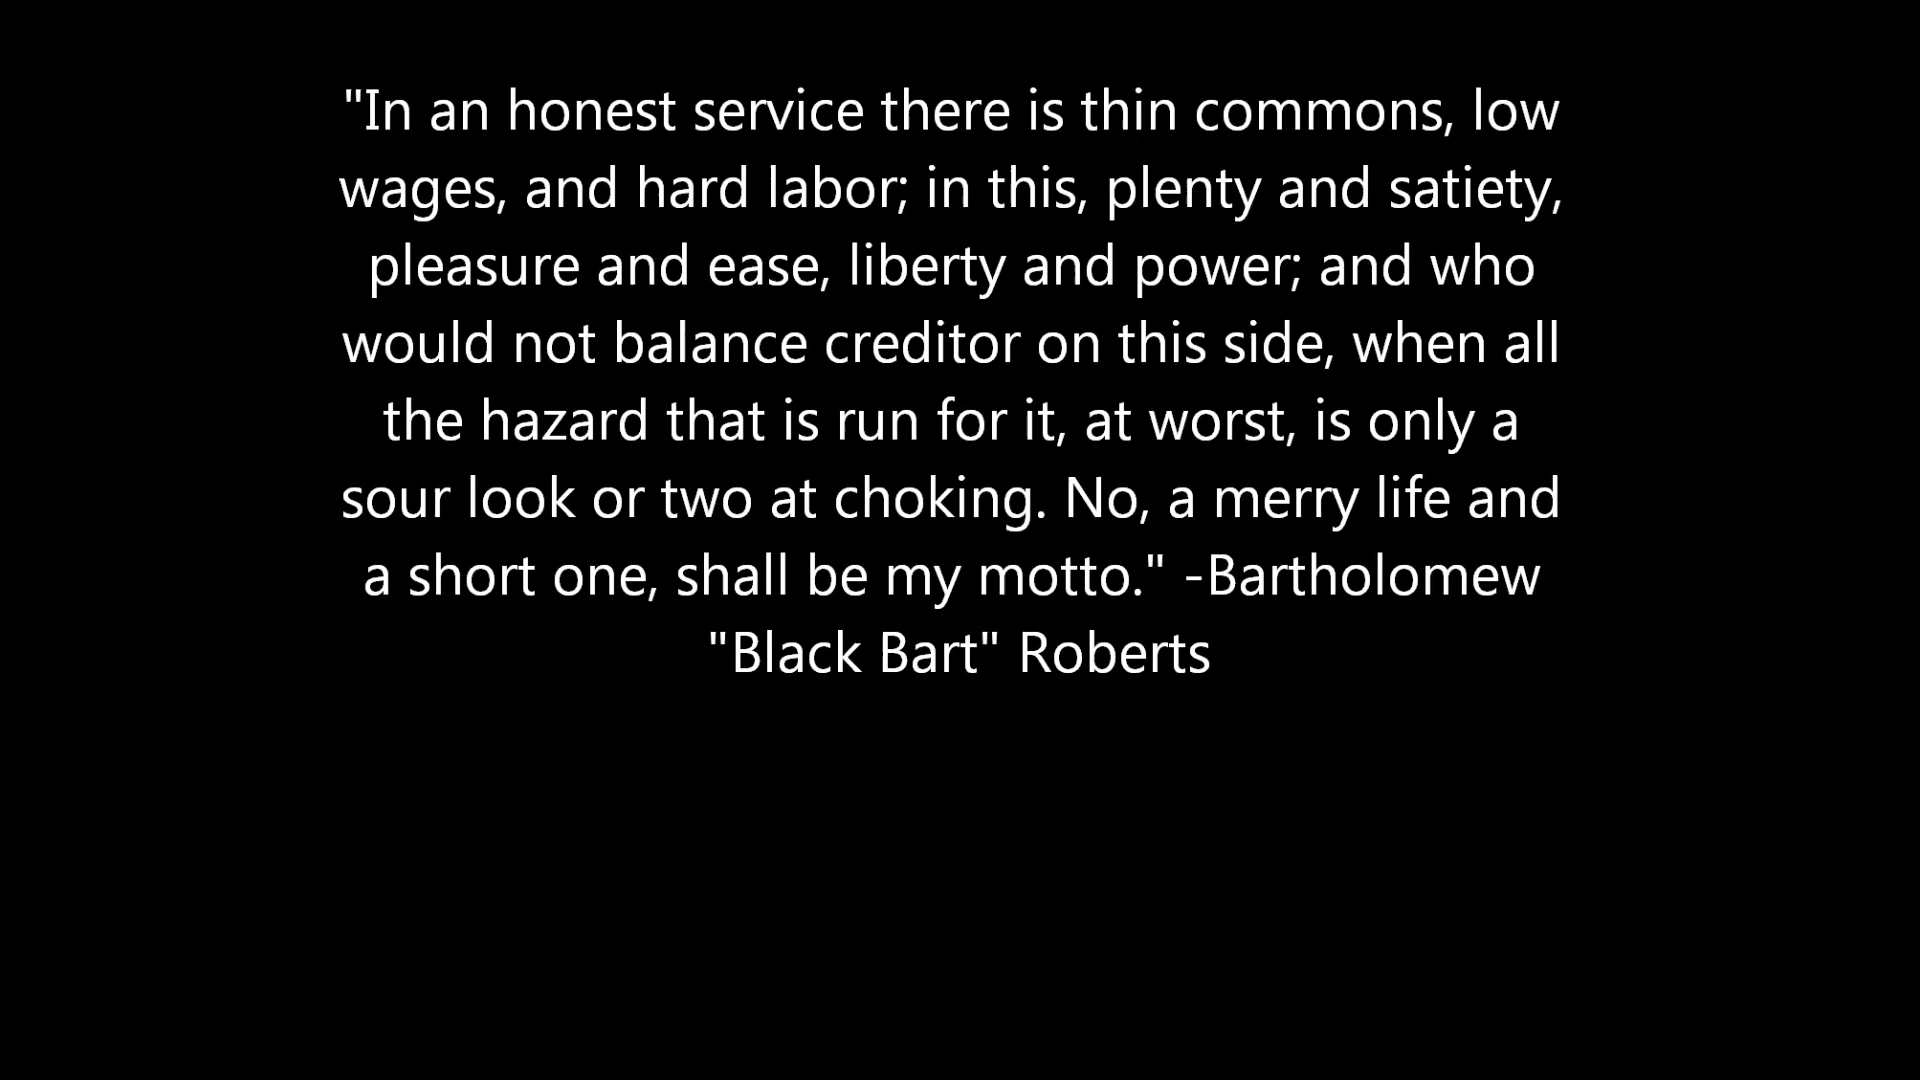 "In an honest service there is thin commons, low
wages, and hard labor; in this, plenty and satiety,
pleasure and ease, liberty and power; and who
would not balance creditor on this side, when all
the hazard that is run for it, at worst, is only a
sour look or two at choking. No, a merry life and
a short one, shall be my motto." -Bartholomew
"Black Bart" Roberts